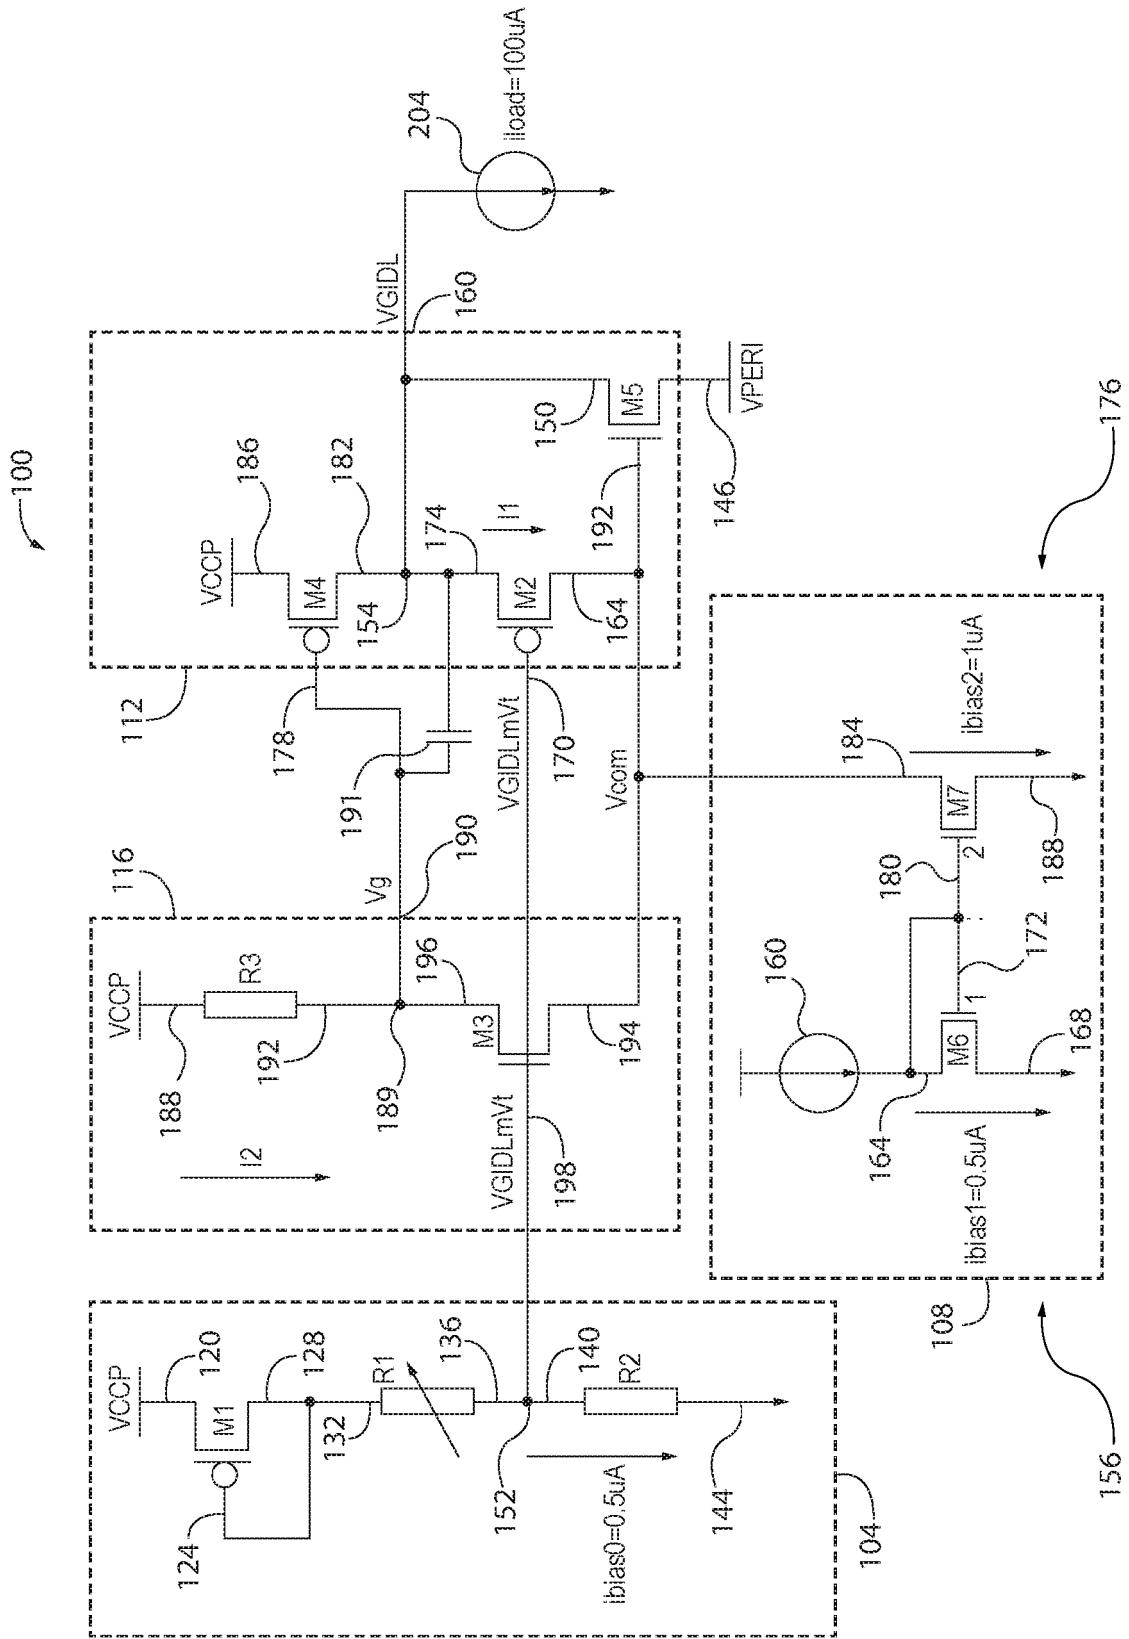 100
VCCP
120
M1
124
128
132
R1
136
152
140
R2
ibias0=0.5uA
144
104
VCCP
116
188
R3
192
I2
189
Vg
190
196
M3
194
VGIDLmVt
198
VCCP
186
112
178
M4
182
154
191
174
I1
VGIDLmVt
170
M2
164
Vcom
VGIDL
160
204
iload=100uA
150
192
M5
146
VPERI
160
164
M6
1
172
168
ibias1=0.5uA
180
2
M7
184
188
ibias2=1uA
108
156
176